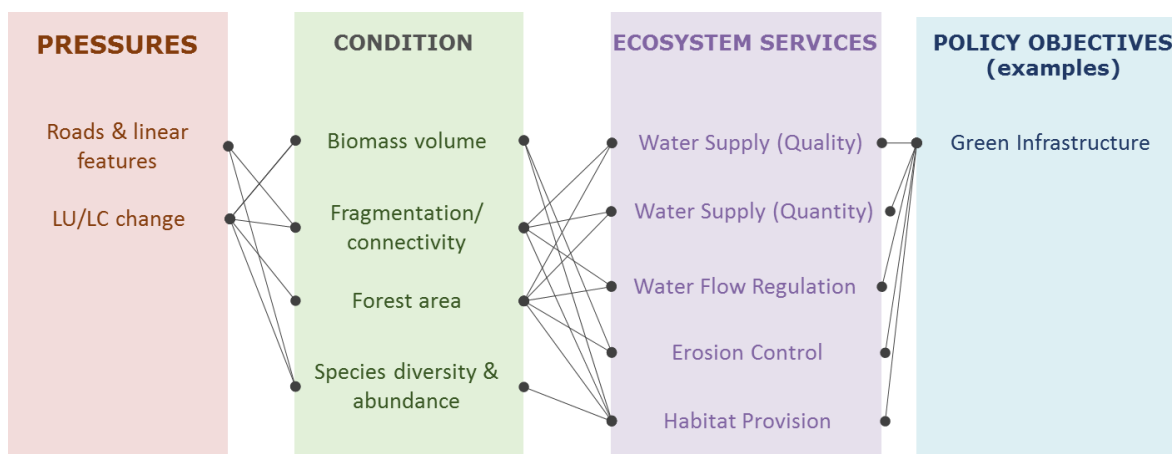 PRESSURES
Roads & linear
features
LU/LC change
CONDITION
Biomass volume
Fragmentation/
connectivity
Forest area
Species diversity &
abundance
ECOSYSTEM SERVICES
Water Supply (Quality)
Water Supply (Quantity)
Water Flow Regulation
Erosion Control
Habitat Provision
POLICY OBJECTIVES
(examples)
Green Infrastructure